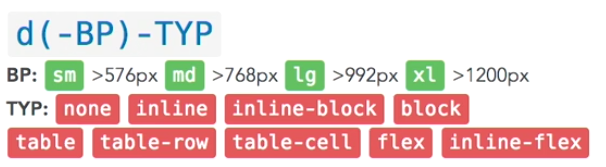 d(-BP)-TYP
BP: sm >576px md >768px lg >992px xl >1200px
TYP: none inline inline-block block
table table-row table-cell flex inline-flex